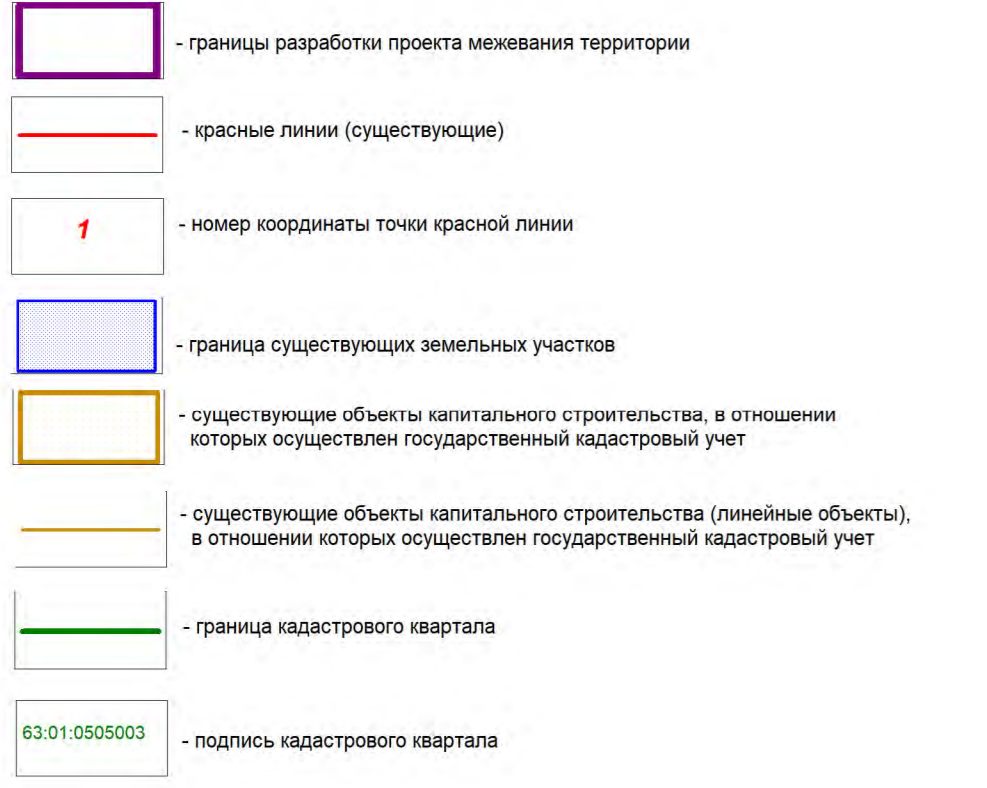 - границы разработки проекта межевания территории
- красные линии (существующие)
1
- номер координаты точки красной линии
- граница существующих земельных участков
- существующие объекты капитального строительства, в отношении
которых осуществлен государственный кадастровый учет
- существующие объекты капитального строительства (линейные объекты),
в отношении которых осуществлен государственный кадастровый учет
- граница кадастрового квартала
63:01:0505003
- подпись кадастрового квартала